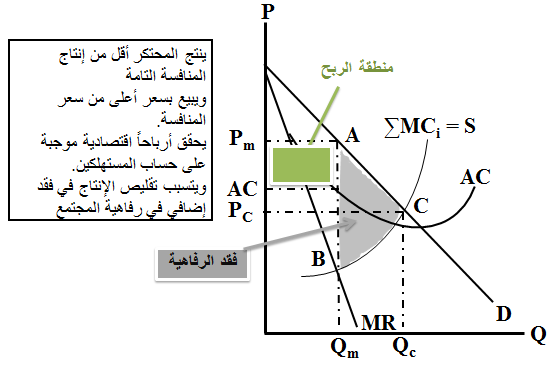 ينتج المحتكر أقل من إنتاج
المنافسة التامة
ويبيع بسعر أعلى من سعر
المنافسة.
يحقق أرباحاً اقتصادية موجبة
على حساب المستهلكين.
ويتسبب تقليص الإنتاج في فقد
إضافي في رفاهية المجتمع
P
منطقة الربح
∑MCi = S
Pm
A
AC
AC
PC
C
فقد الرفاهية
B
D
MR
Q
Qm
Qc